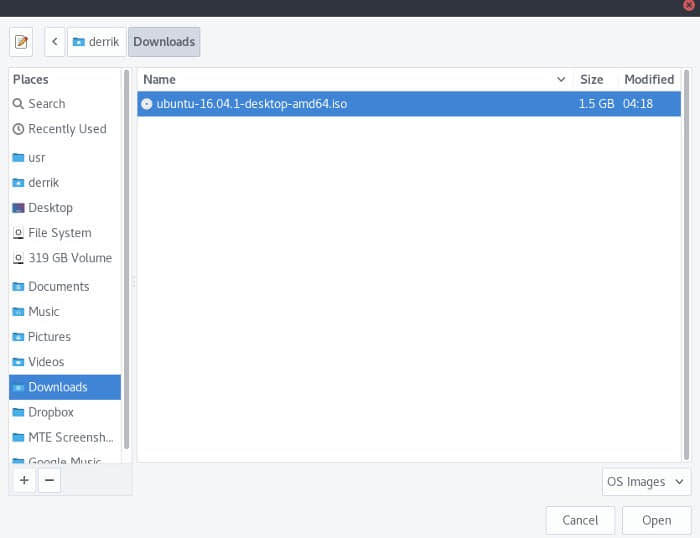 derrik Downloads
Places
Search
Recently Used
usr
derrik
Desktop
File System
319 GB Volume
Documents
Music
Pictures
Videos
Downloads
Dropbox
MTE Screensh...
Google Music
Name Size Modified
ubuntu-16.04.1-desktop-amd64.iso 1.5 GB 04:18
OS Images
Cancel Open